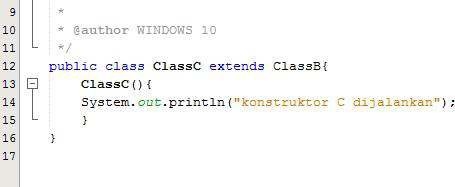 9 *
10 * @author WINDOWS 10
11 */
12 public class ClassC extends ClassB{
13 ClassC(){
14 System.out.println("konstruktor C dijalankan");
15 }
16 }
17